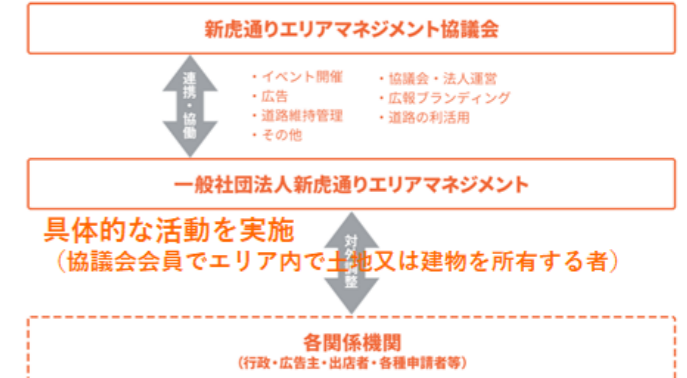 新虎通りエリアマネジメント協議会
連携・協働
・イベント開催
・広告
・道路維持管理
・その他
・協議会・法人運営
・広報ブランディング
・道路の利活用
一般社団法人新虎通りエリアマネジメント
具体的な活動を実施
（協議会会員でエリア内で土地又は建物を所有する者）
対外調整
各関係機関
（行政・広告主・出店者・各種申請者等）